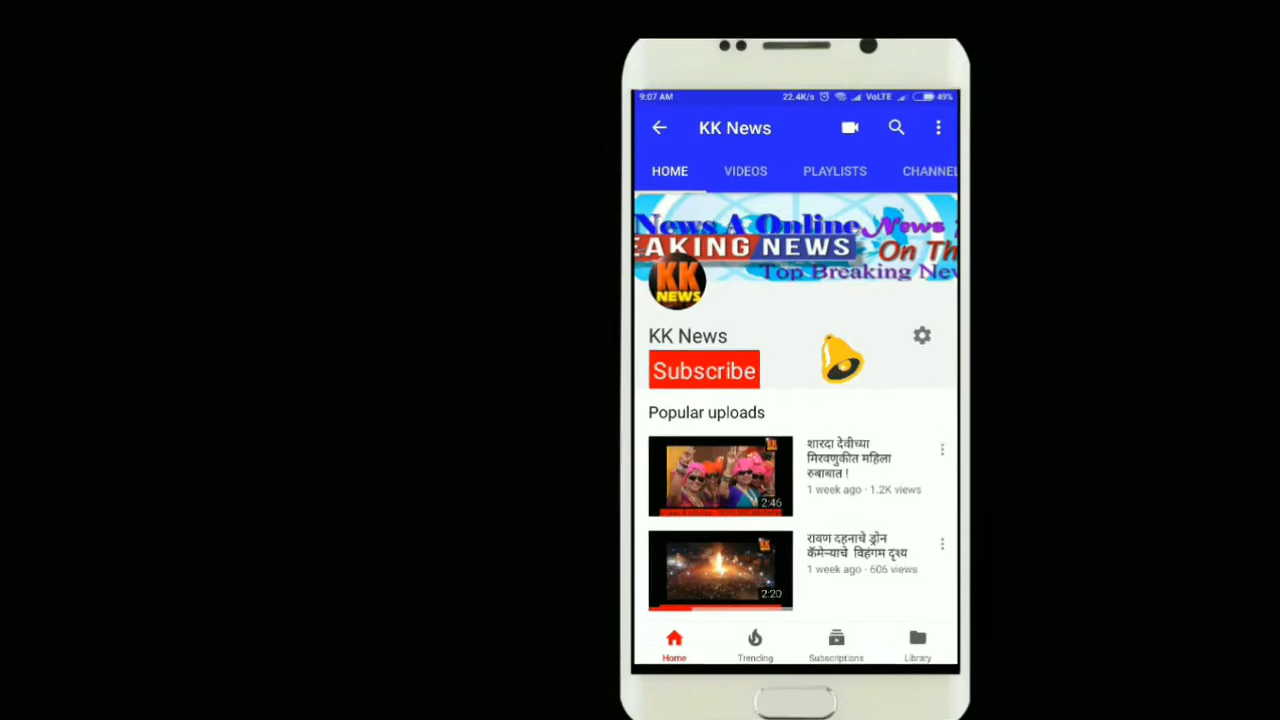 9:07 AM 22.4K/s VoLTE 49%
KK News
HOME VIDEOS PLAYLISTS CHANNEL
News A Online News
EAKING NEWS On Th
Top Breaking Nev
KK
NEWS
KK News
Subscribe
Popular uploads
शारदा देवीच्या
मिरवणुकीत महिला
रुबाबात !
1 week ago · 1.2K views
2:46
रावण दहनाचे ड्रोन
कॅमेऱ्याचे विहंगम दृश्य
1 week ago · 606 views
2:20
Home Trending Subscriptions Library